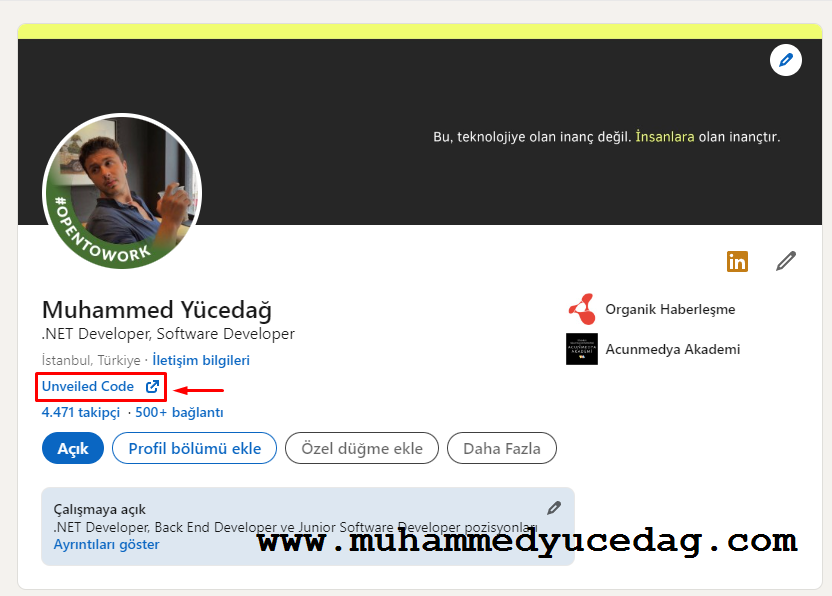 Bu, teknolojiye olan inanç değil. İnsanlara olan inançtır.
#OPENTOWORK
in
Muhammed Yücedağ
.NET Developer, Software Developer
İstanbul, Türkiye · İletişim bilgileri
Unveiled Code
4.471 takipçi · 500+ bağlantı
Organik Haberleşme
ACUNMEDYA
AKADEMİ
Acunmedya Akademi
Açık
Profil bölümü ekle
Özel düğme ekle
Daha Fazla
Çalışmaya açık
.NET Developer, Back End Developer ve Junior Software Developer pozisyonları
Ayrıntıları göster
www.muhammedyucedag.com